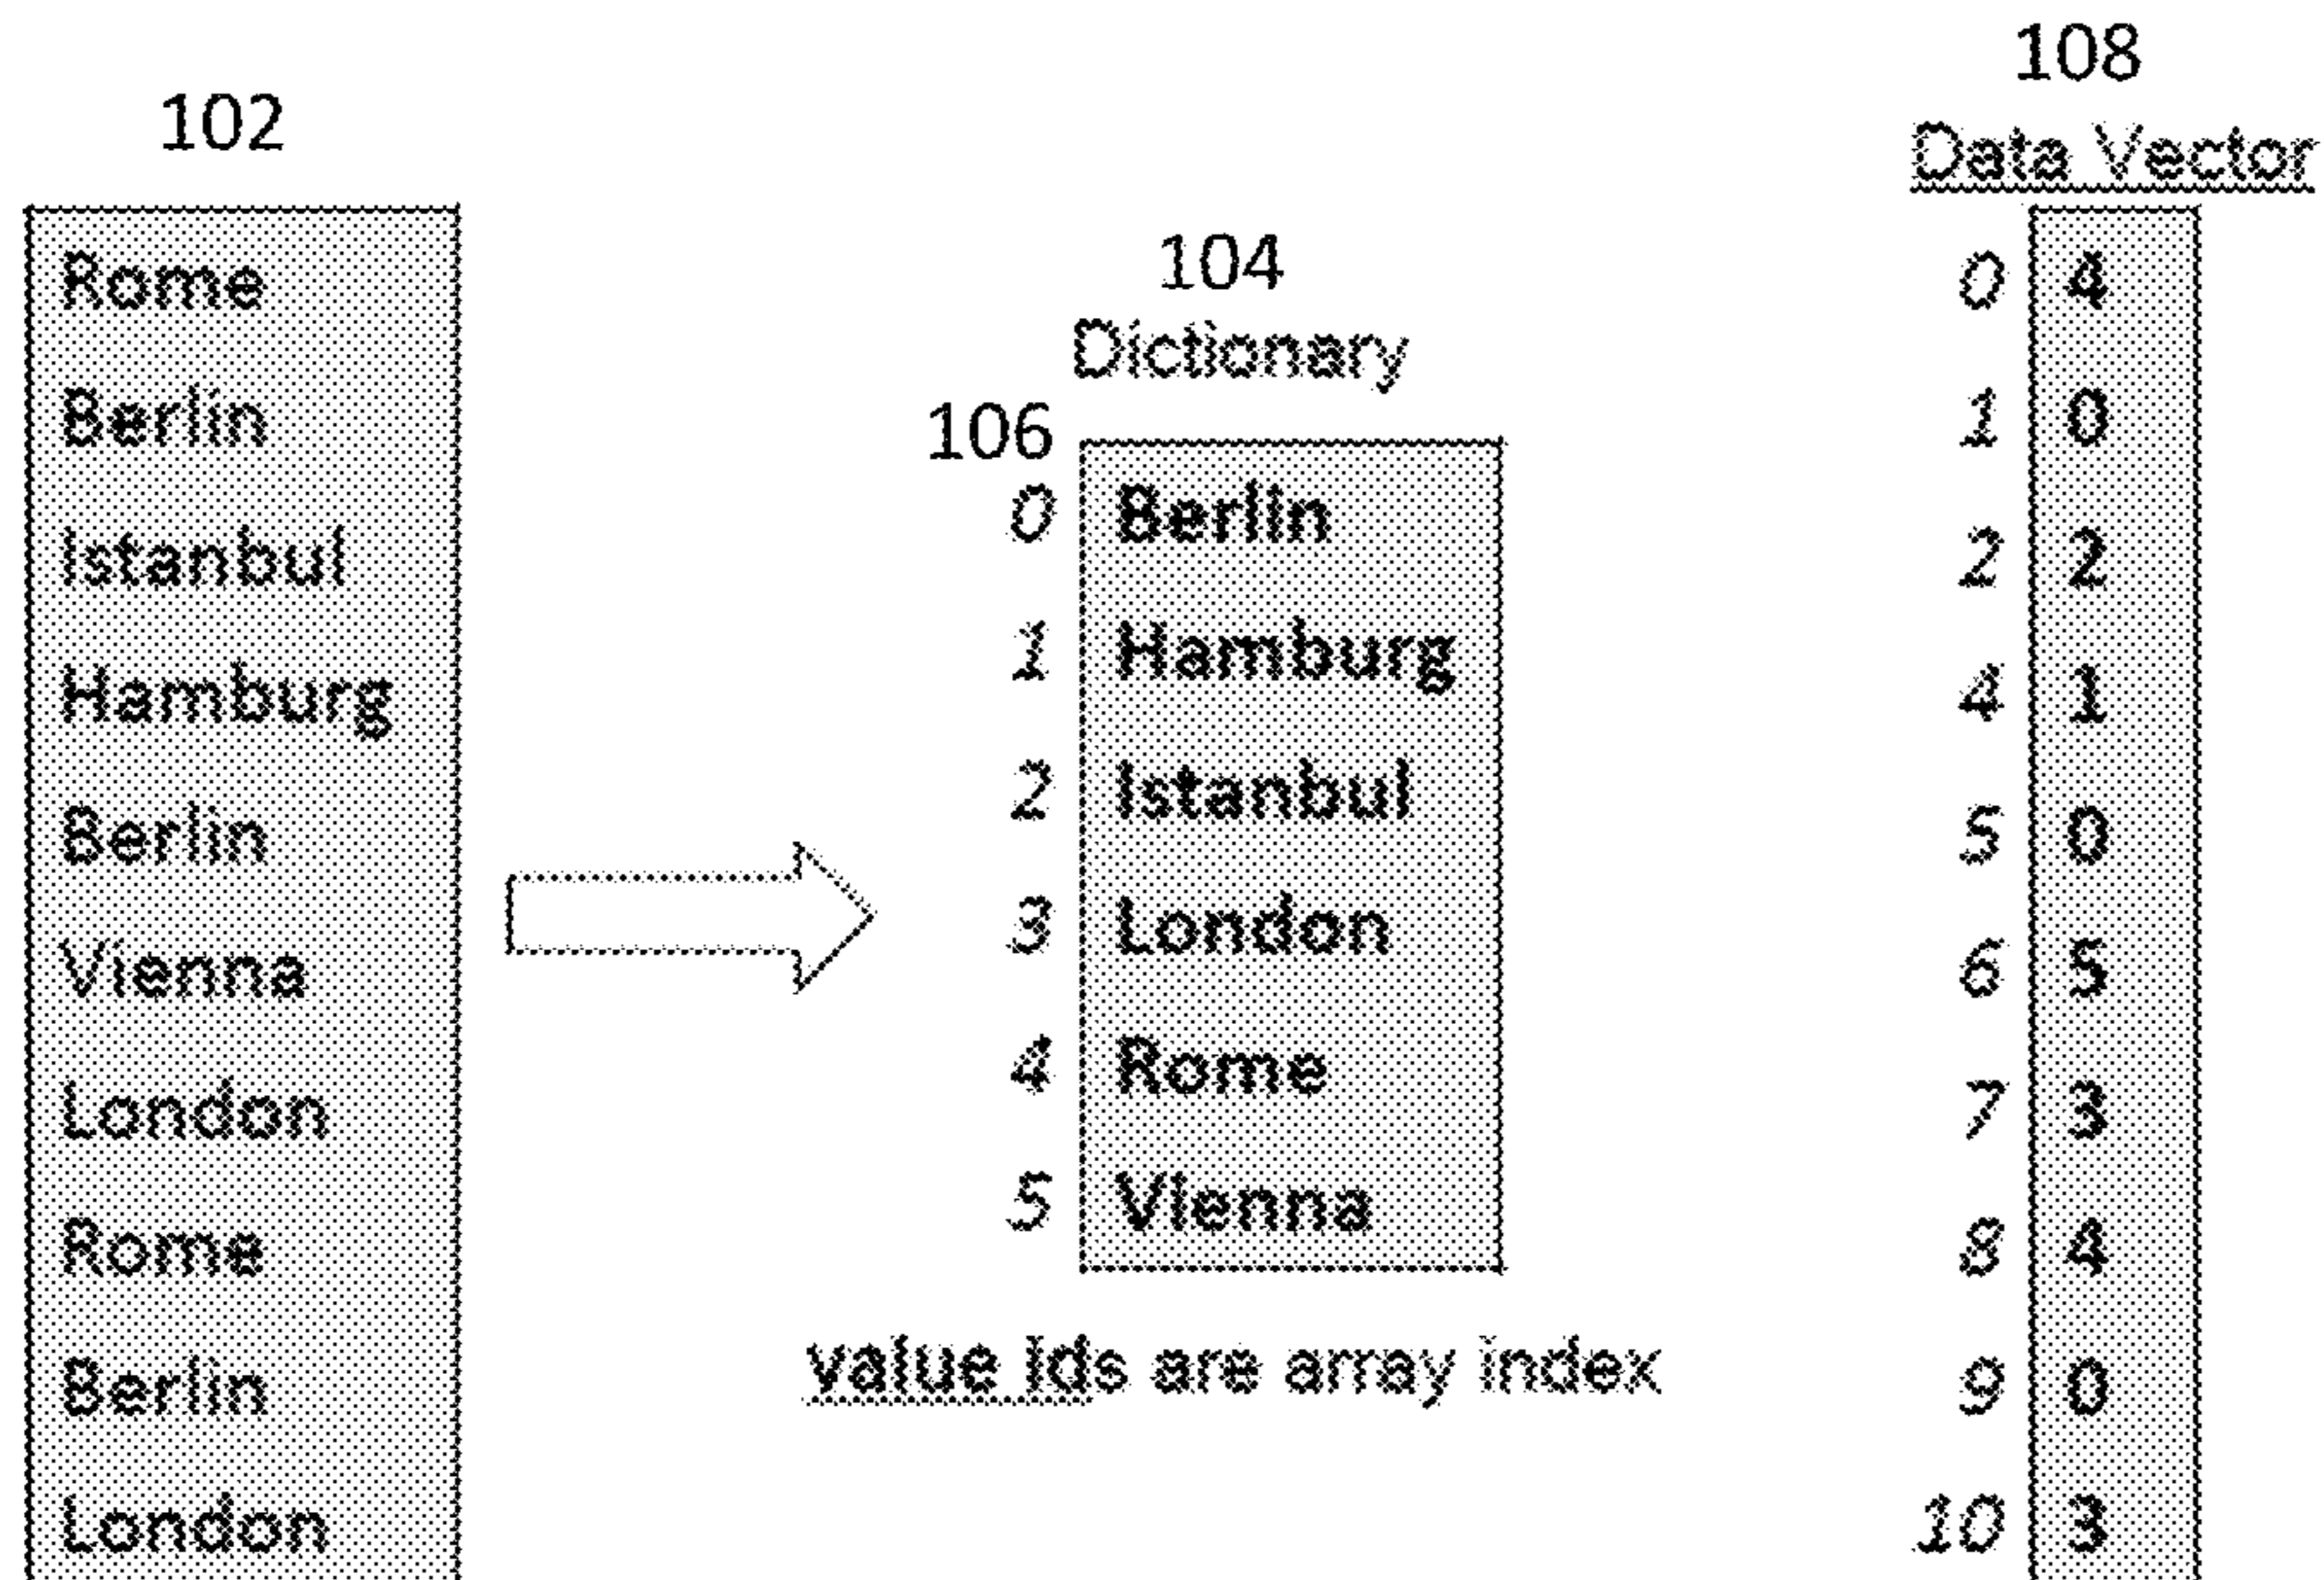 102
Rome
Berlin
Istanbul
Hamburg
Berlin
Vienna
London
Rome
Berlin
London
104
Dictionary
106
0 Berlin
1 Hamburg
2 Istanbul
3 London
4 Rome
5 Vienna
value Ids are array index
108
Data Vector
0 4
1 0
2 2
4 1
5 0
6 5
7 3
8 4
9 0
10 3